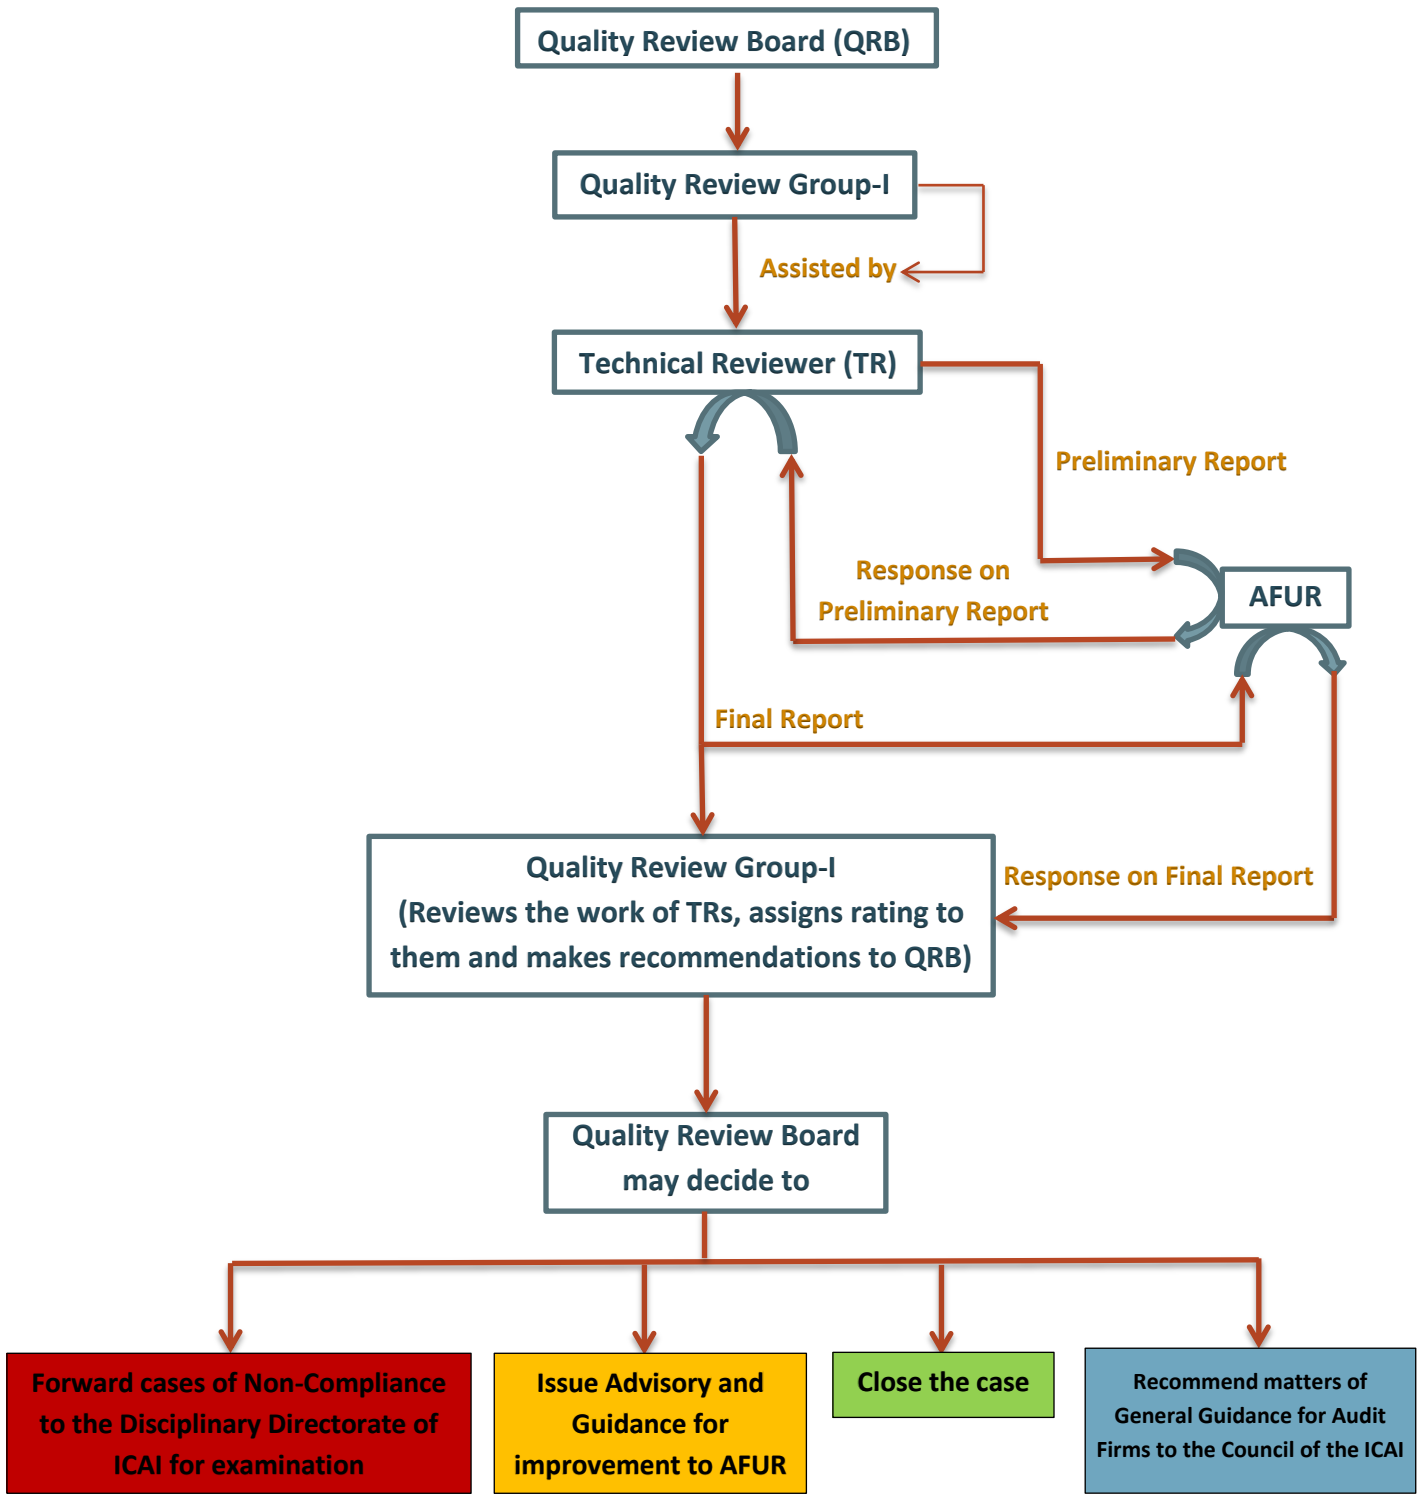 Quality Review Board (QRB)
Quality Review Group-I
Assisted by
Technical Reviewer (TR)
Preliminary Report
Response on
Preliminary Report
AFUR
Final Report
Quality Review Group-I
(Reviews the work of TRs, assigns rating to
them and makes recommendations to QRB)
Response on Final Report
Quality Review Board
may decide to
Forward cases of Non-Compliance
to the Disciplinary Directorate of
ICAI for examination
Issue Advisory and
Guidance for
improvement to AFUR
Close the case
Recommend matters of
General Guidance for Audit
Firms to the Council of the ICAI